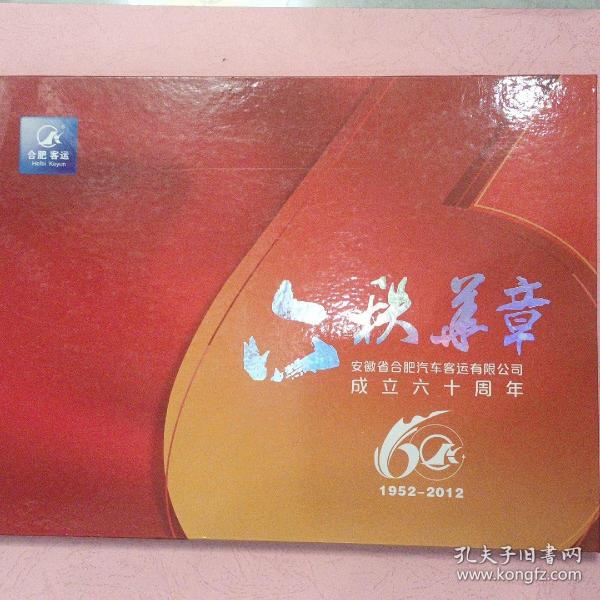 合肥客运
Hefei Keyun
六秩華章
安徽省合肥汽车客运有限公司
成立六十周年
60
1952-2012
孔夫子旧書网
www.kongfz.com